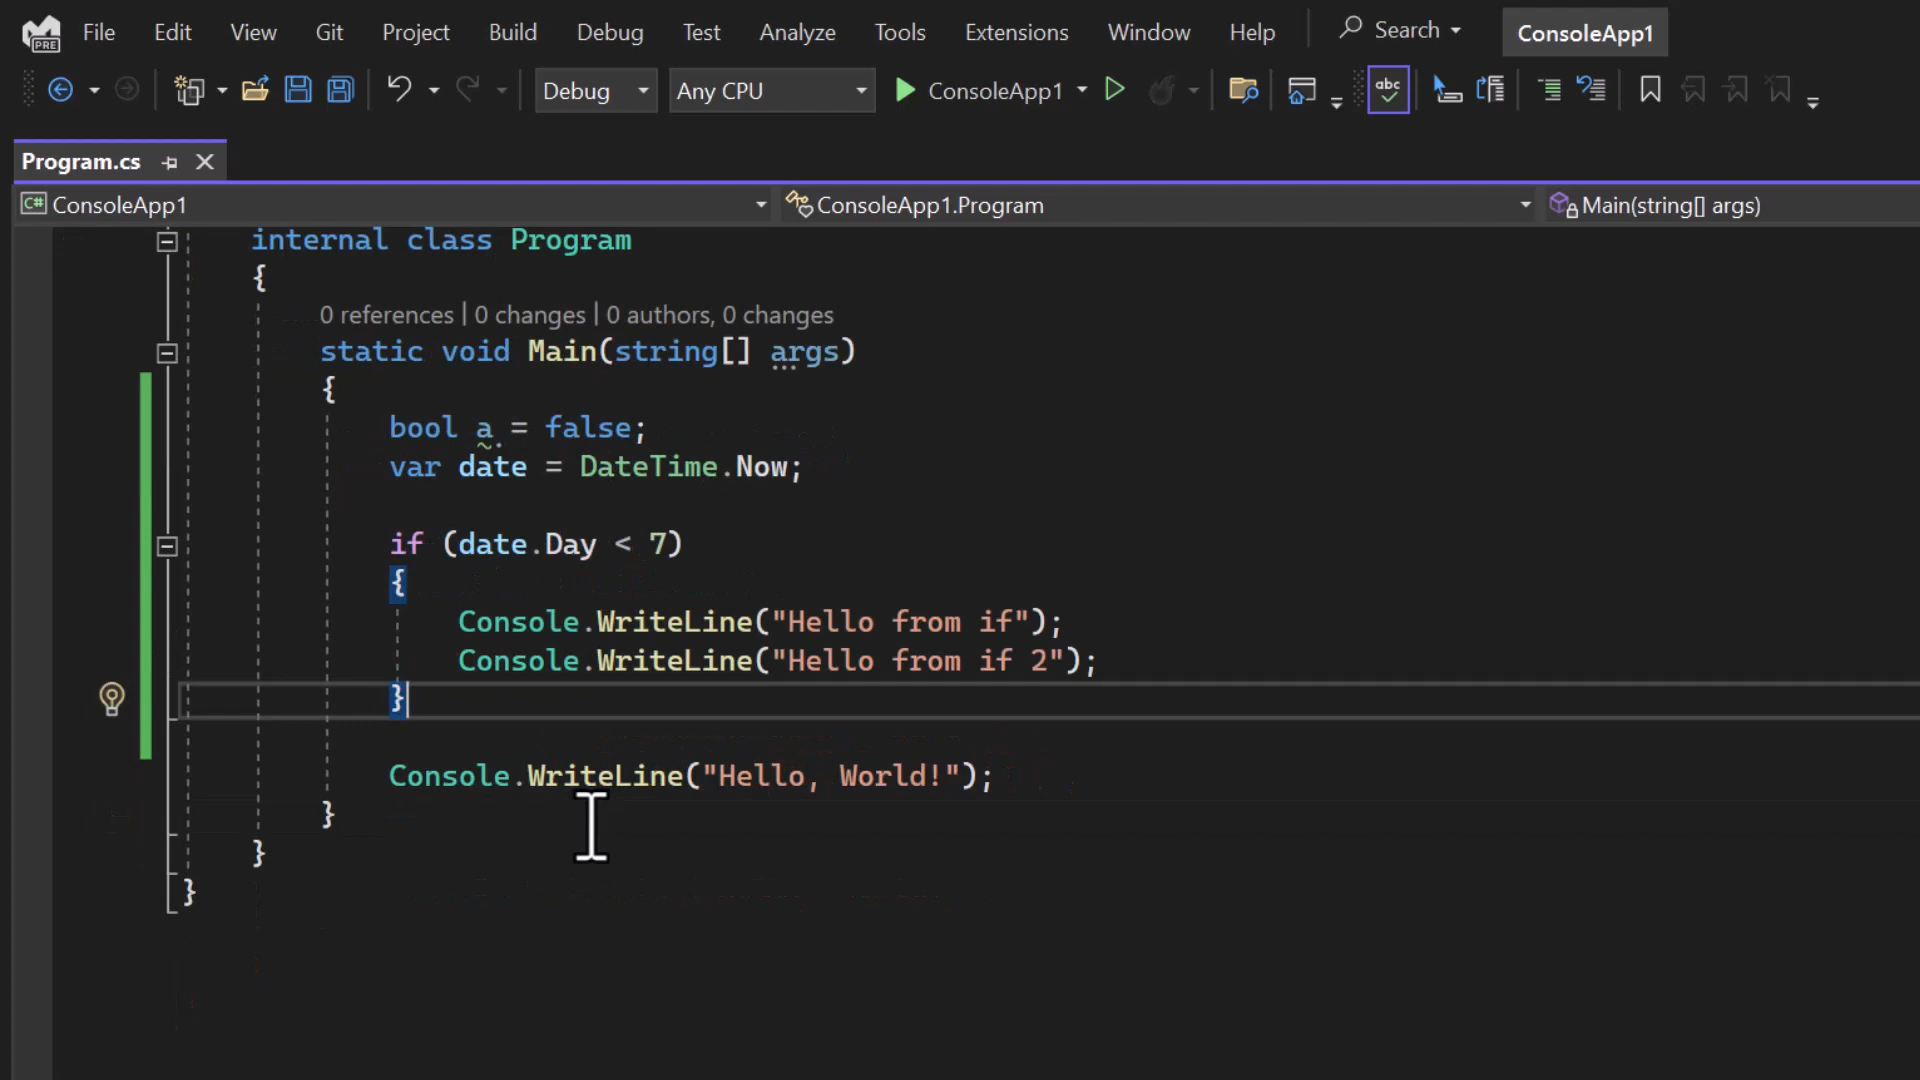 File Edit View Git Project Build Debug Test Analyze Tools Extensions Window Help Search ConsoleApp1
PRE
Debug Any CPU ConsoleApp1 abc
Program.cs
C# ConsoleApp1 ConsoleApp1.Program Main(string[] args)
internal class Program
{
0 references | 0 changes | 0 authors, 0 changes
static void Main(string[] args)
{
bool a = false;
var date = DateTime.Now;
if (date.Day < 7)
{
Console.WriteLine("Hello from if");
Console.WriteLine("Hello from if 2");
}
Console.WriteLine("Hello, World!");
}
}
}